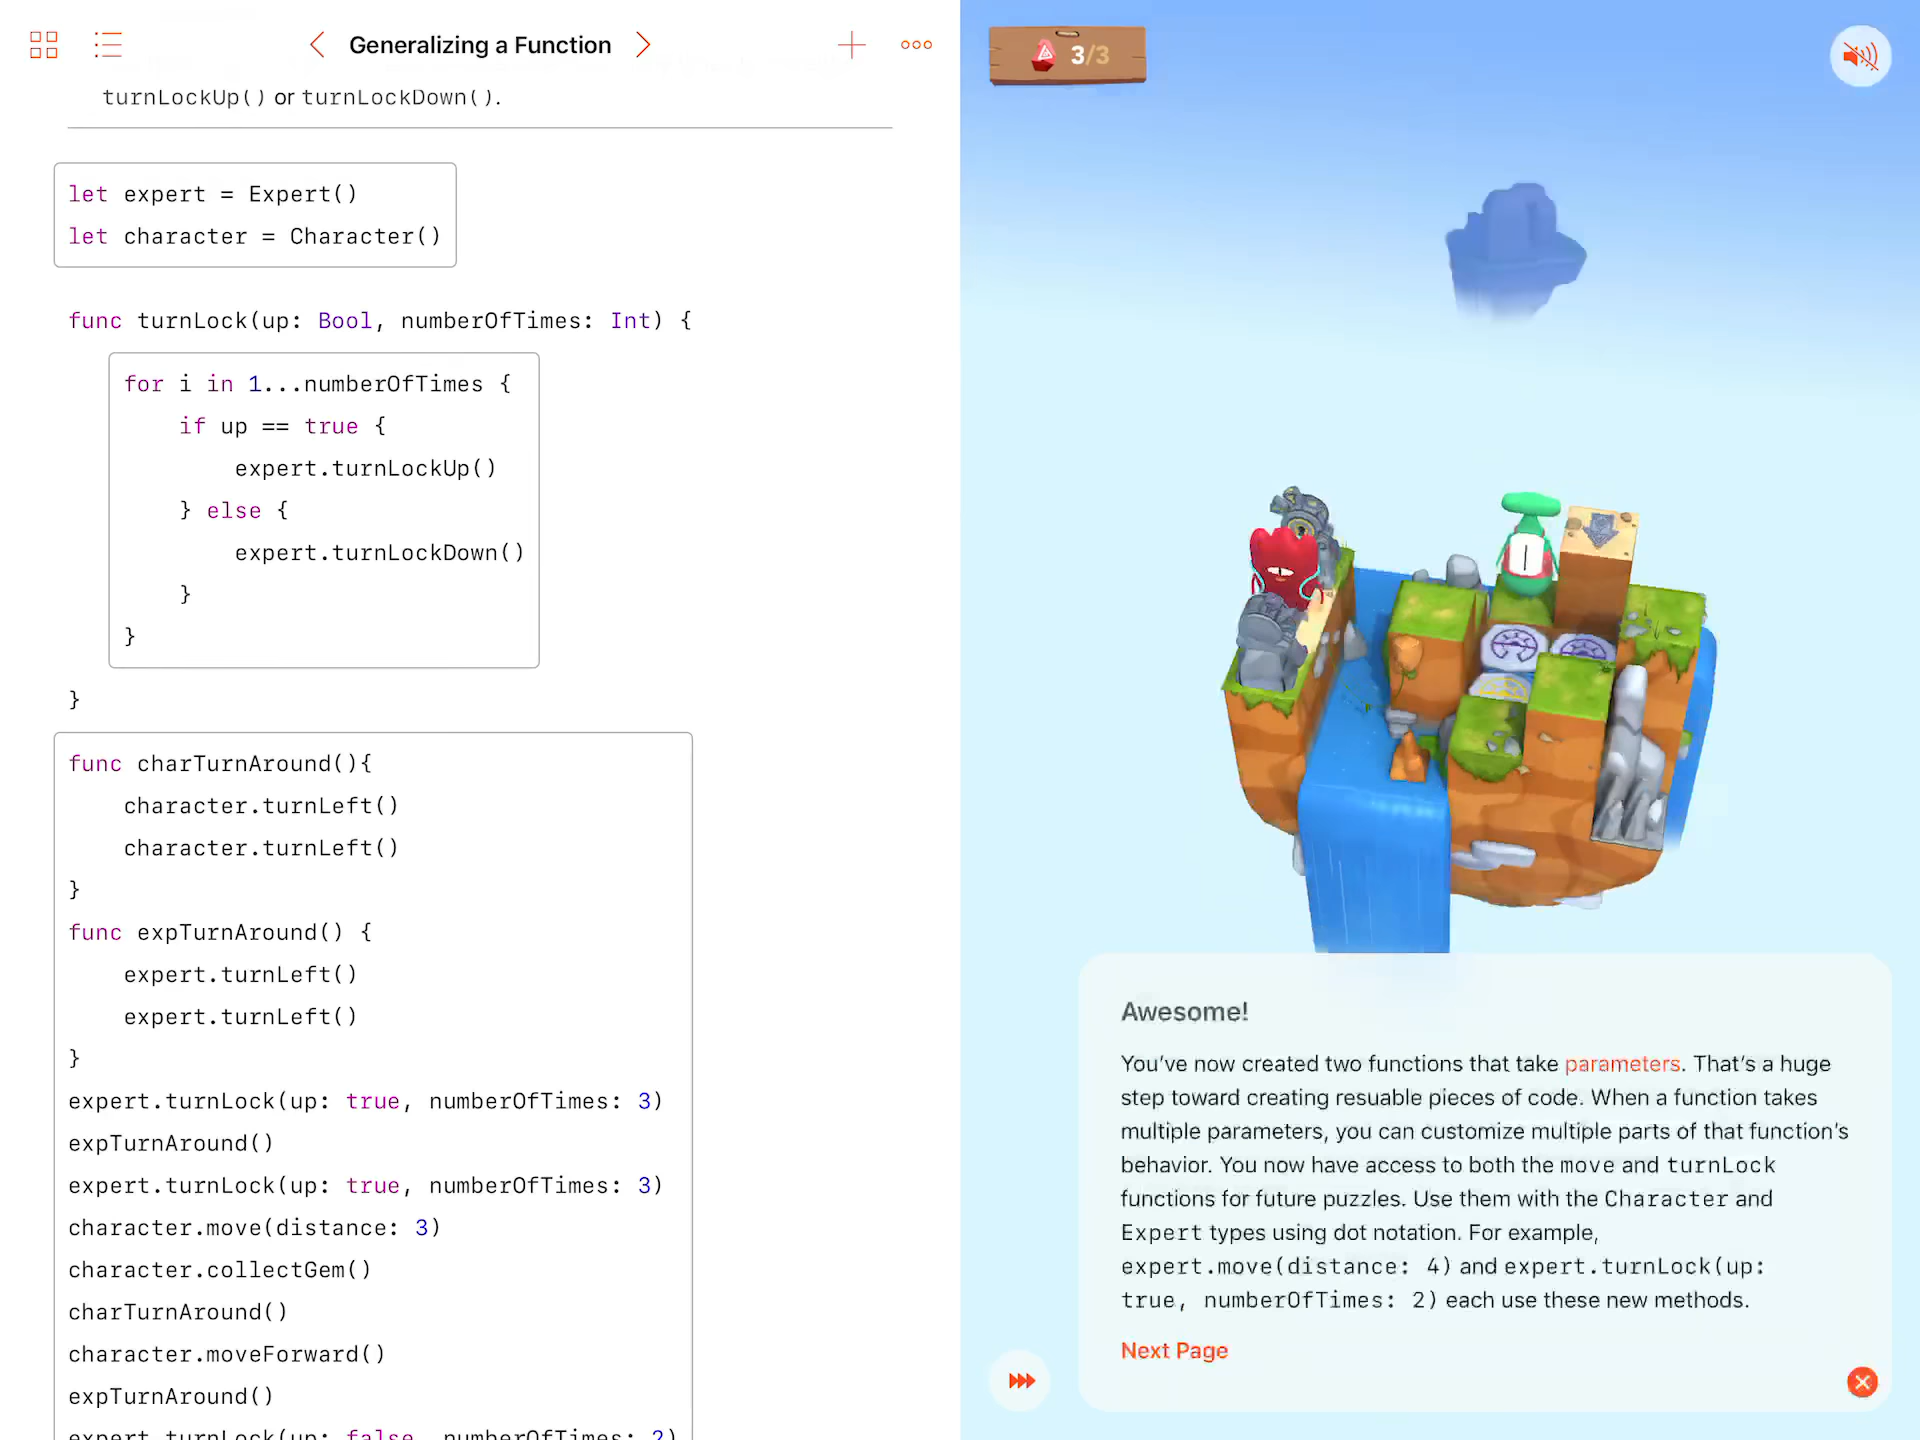 Generalizing a Function
turnLockUp() or turnLockDown().
let expert = Expert()
let character = Character()
func turnLock(up: Bool, numberOfTimes: Int) {
for i in 1...numberOfTimes {
if up == true {
expert.turnLockUp()
} else {
expert.turnLockDown()
}
}
}
func charTurnAround(){
character.turnLeft()
character.turnLeft()
}
func expTurnAround() {
expert.turnLeft()
expert.turnLeft()
}
expert.turnLock(up: true, numberOfTimes: 3)
expTurnAround()
expert.turnLock(up: true, numberOfTimes: 3)
character.move(distance: 3)
character.collectGem()
charTurnAround()
character.moveForward()
expTurnAround()
expert.turnLock(up: false, numberOfTimes: 2)
3/3
Awesome!
You've now created two functions that take parameters. That's a huge
step toward creating resuable pieces of code. When a function takes
multiple parameters, you can customize multiple parts of that function's
behavior. You now have access to both the move and turnLock
functions for future puzzles. Use them with the Character and
Expert types using dot notation. For example,
expert.move(distance: 4) and expert.turnLock(up:
true, numberOfTimes: 2) each use these new methods.
Next Page